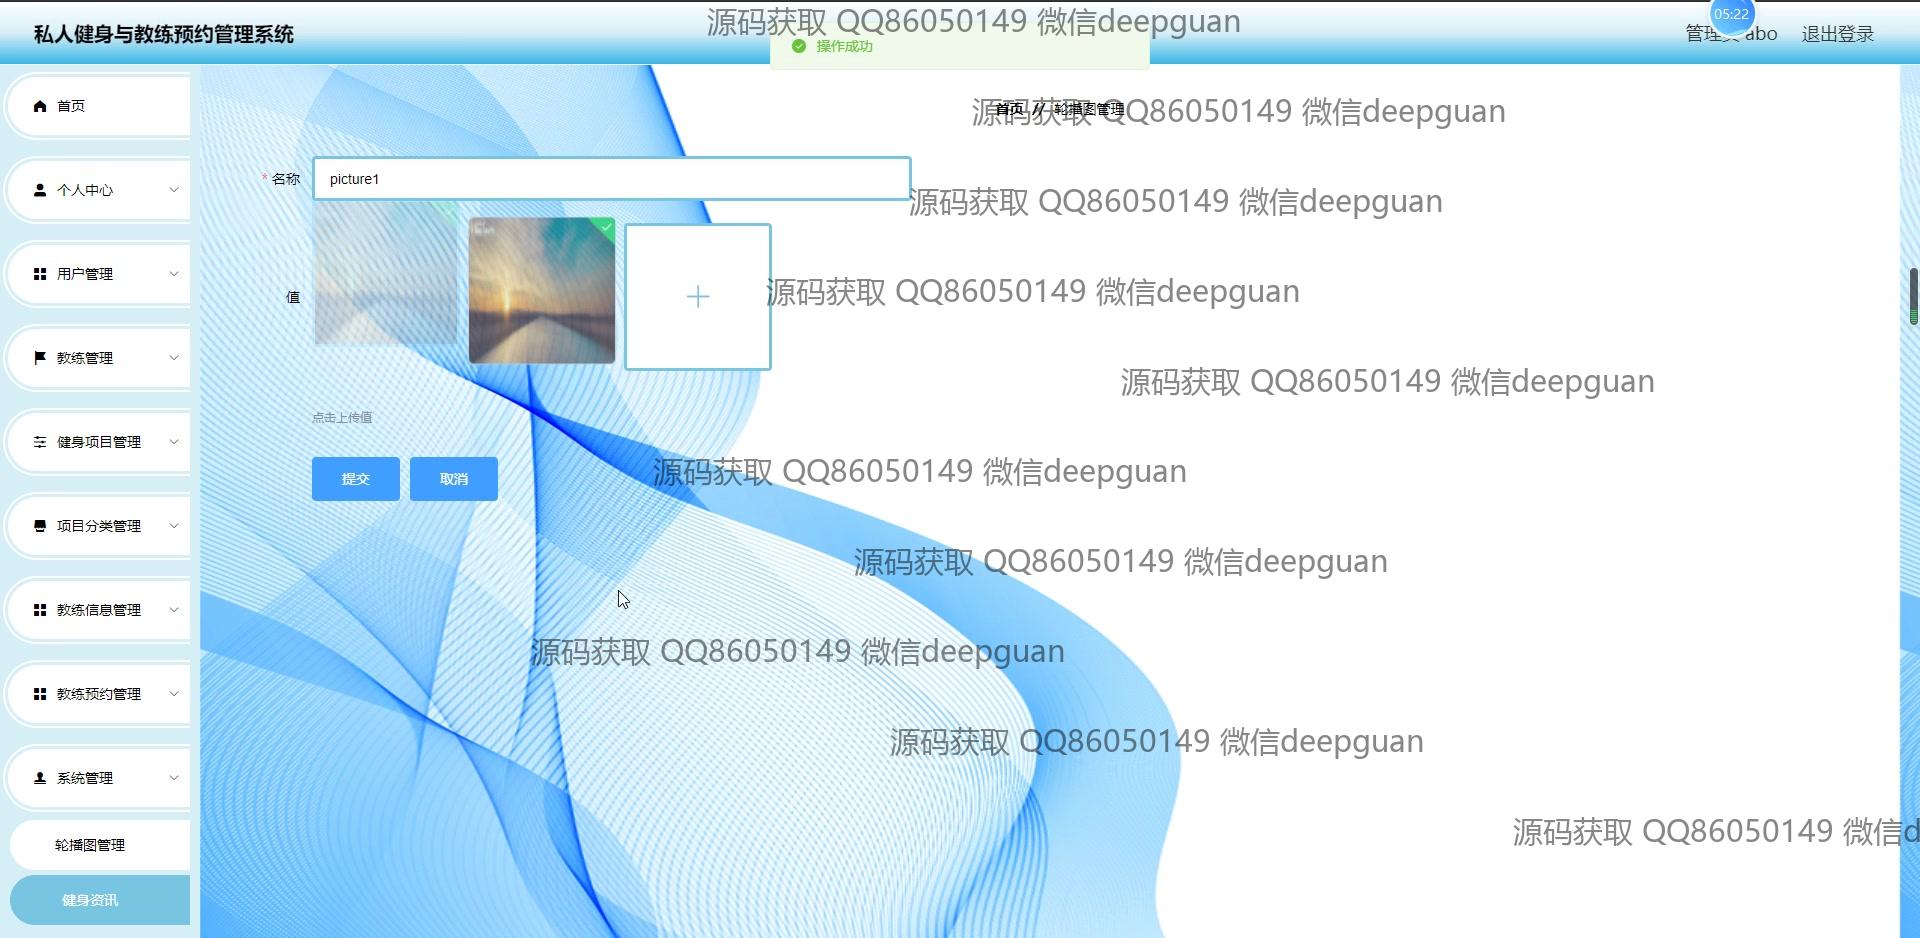 源码获取 QQ86050149 微信deepguan
05:22
私人健身与教练预约管理系统
操作成功
管理员 abo
退出登录
首页
首页 // 轮播图管理
源码获取 QQ86050149 微信deepguan
* 名称
picture1
个人中心
源码获取 QQ86050149 微信deepguan
用户管理
值
源码获取 QQ86050149 微信deepguan
教练管理
源码获取 QQ86050149 微信deepguan
点击上传值
健身项目管理
提交
取消
源码获取 QQ86050149 微信deepguan
项目分类管理
源码获取 QQ86050149 微信deepguan
教练信息管理
源码获取 QQ86050149 微信deepguan
教练预约管理
源码获取 QQ86050149 微信deepguan
系统管理
源码获取 QQ86050149 微信d
轮播图管理
健身资讯